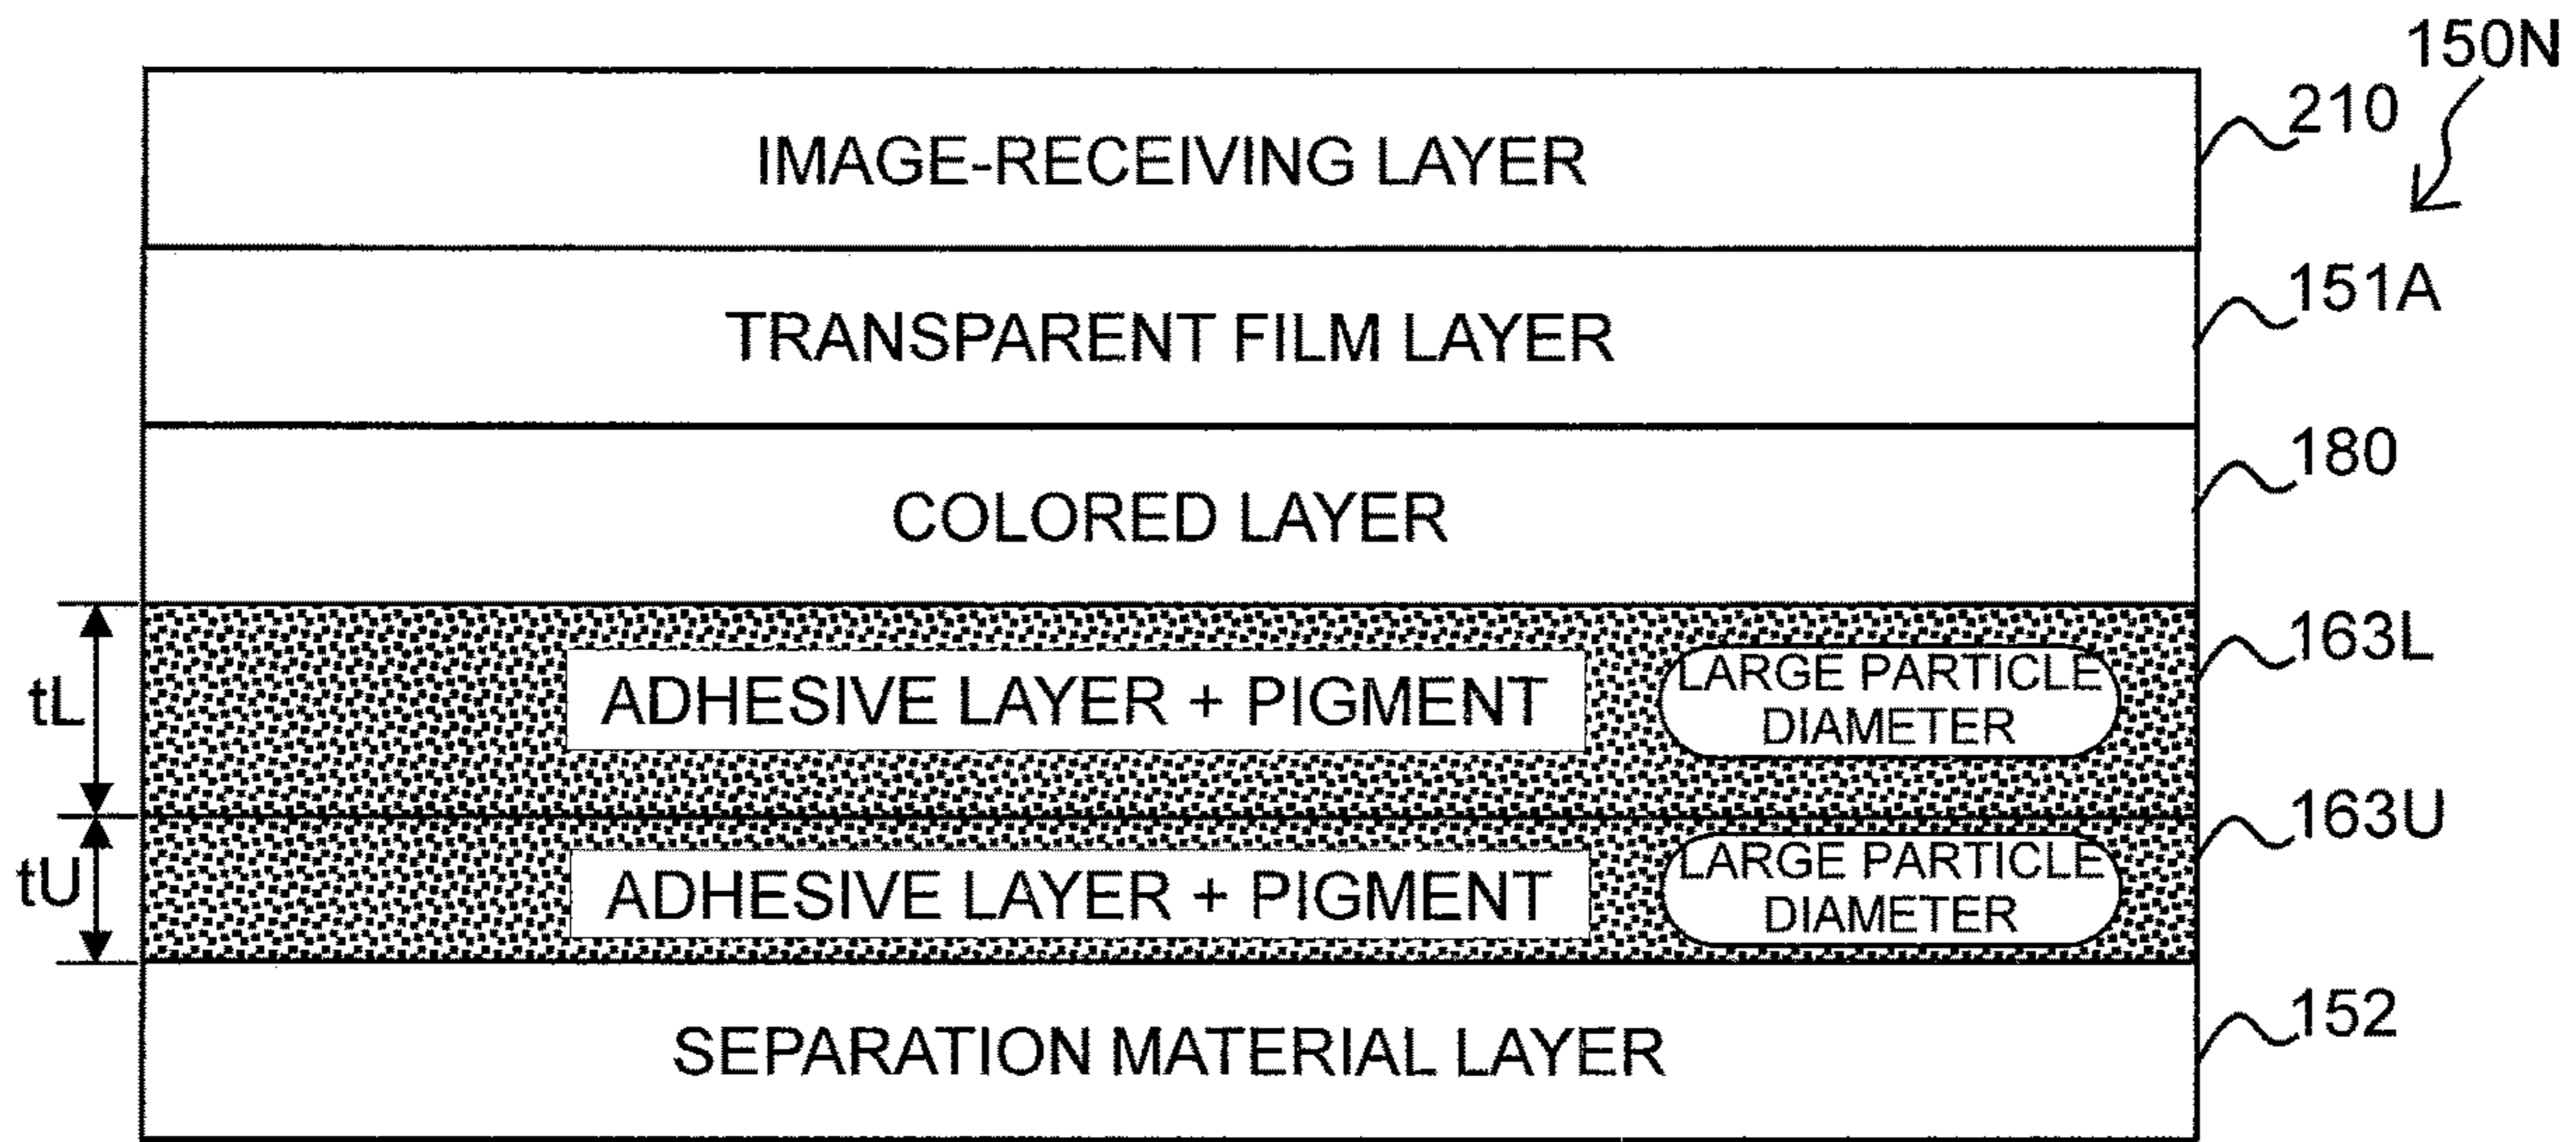 150N
210
IMAGE-RECEIVING LAYER
151A
TRANSPARENT FILM LAYER
180
COLORED LAYER
163L
tL
ADHESIVE LAYER + PIGMENT
LARGE PARTICLE
DIAMETER
163U
tU
ADHESIVE LAYER + PIGMENT
LARGE PARTICLE
DIAMETER
152
SEPARATION MATERIAL LAYER